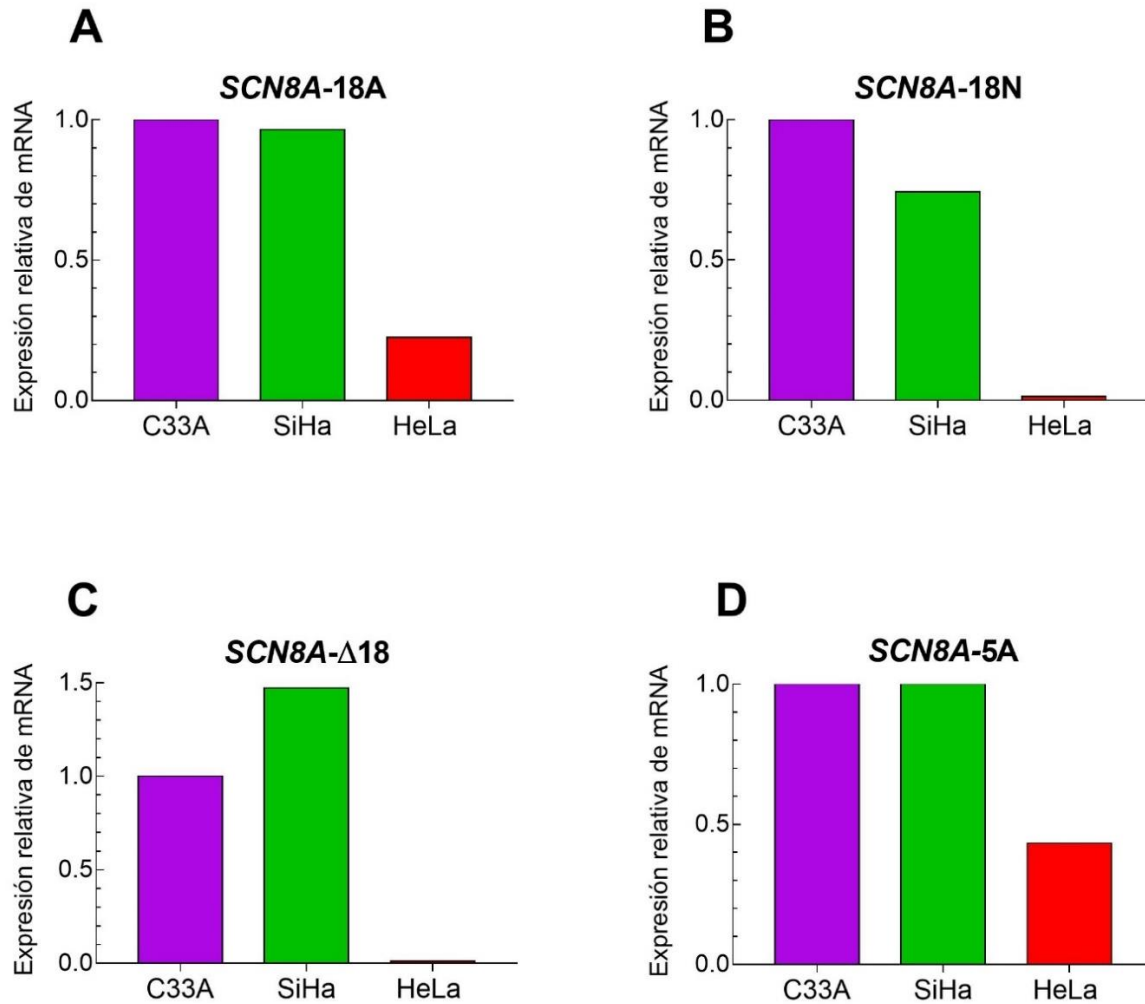 A
SCN8A-18A
Expresión relativa de mRNA
1.0
0.5
0.0
C33A SiHa HeLa
B
SCN8A-18N
Expresión relativa de mRNA
1.0
0.5
0.0
C33A SiHa HeLa
C
SCN8A-Δ18
Expresión relativa de mRNA
1.5
1.0
0.5
0.0
C33A SiHa HeLa
D
SCN8A-5A
Expresión relativa de mRNA
1.0
0.5
0.0
C33A SiHa HeLa